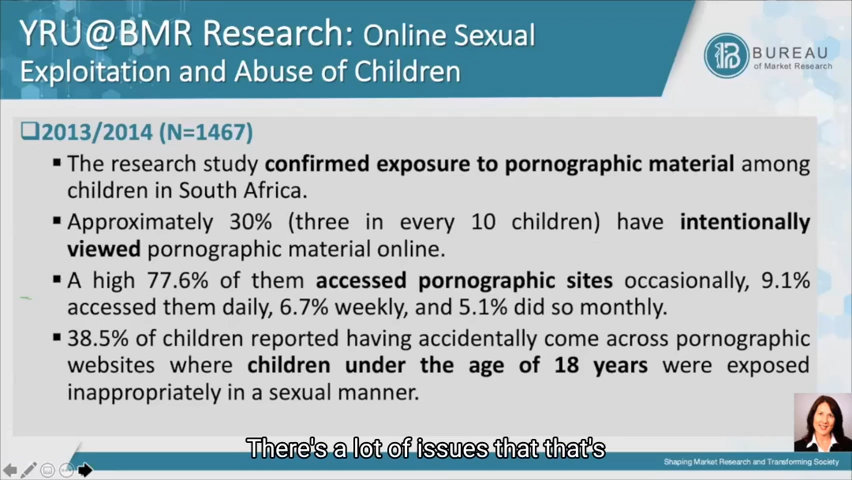 YRU@BMR Research: Online Sexual
Exploitation and Abuse of Children
BUREAU
of Market Research
❑2013/2014 (N=1467)
▪ The research study confirmed exposure to pornographic material among
children in South Africa.
▪ Approximately 30% (three in every 10 children) have intentionally
viewed pornographic material online.
▪ A high 77.6% of them accessed pornographic sites occasionally, 9.1%
accessed them daily, 6.7% weekly, and 5.1% did so monthly.
▪ 38.5% of children reported having accidentally come across pornographic
websites where children under the age of 18 years were exposed
inappropriately in a sexual manner.
There's a lot of issues that that's
Shaping Market Research and Transforming Society